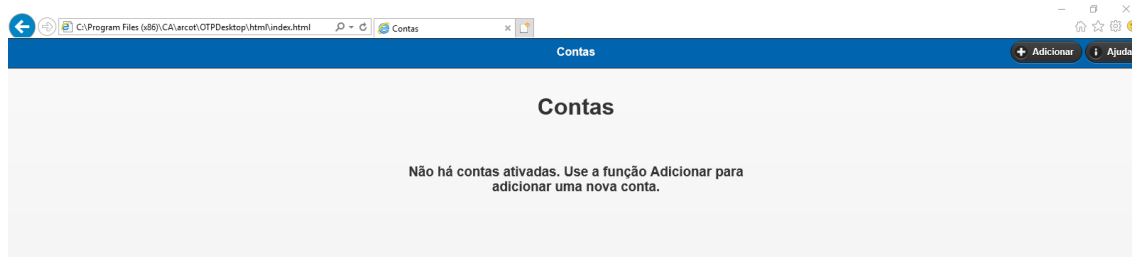 C:\Program Files (x86)\CA\arcot\OTPDesktop\html\index.html
Contas
Contas
Adicionar
Ajuda
Contas
Não há contas ativadas. Use a função Adicionar para
adicionar uma nova conta.